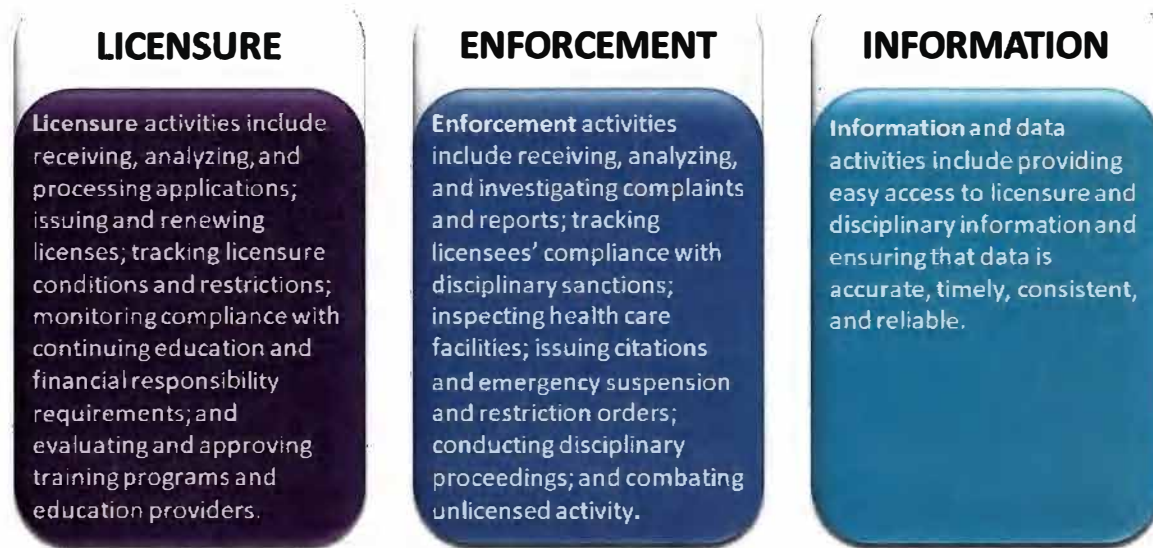 LICENSURE
Licensure activities include
receiving, analyzing, and
processing applications;
issuing and renewing
licenses; tracking licensure
conditions and restrictions;
monitoring compliance with
continuing education and
financial responsibility
requirements; and
evaluating and approving
training programs and
education providers.
ENFORCEMENT
Enforcement activities
include receiving, analyzing,
and investigating complaints
and reports; tracking
licensees' compliance with
disciplinary sanctions;
inspecting health care
facilities; issuing citations
and emergency suspension
and restriction orders;
conducting disciplinary
proceedings; and combating
unlicensed activity.
INFORMATION
Information and data
activities include providing
easy access to licensure and
disciplinary information and
ensuring that data is
accurate, timely, consistent,
and reliable.